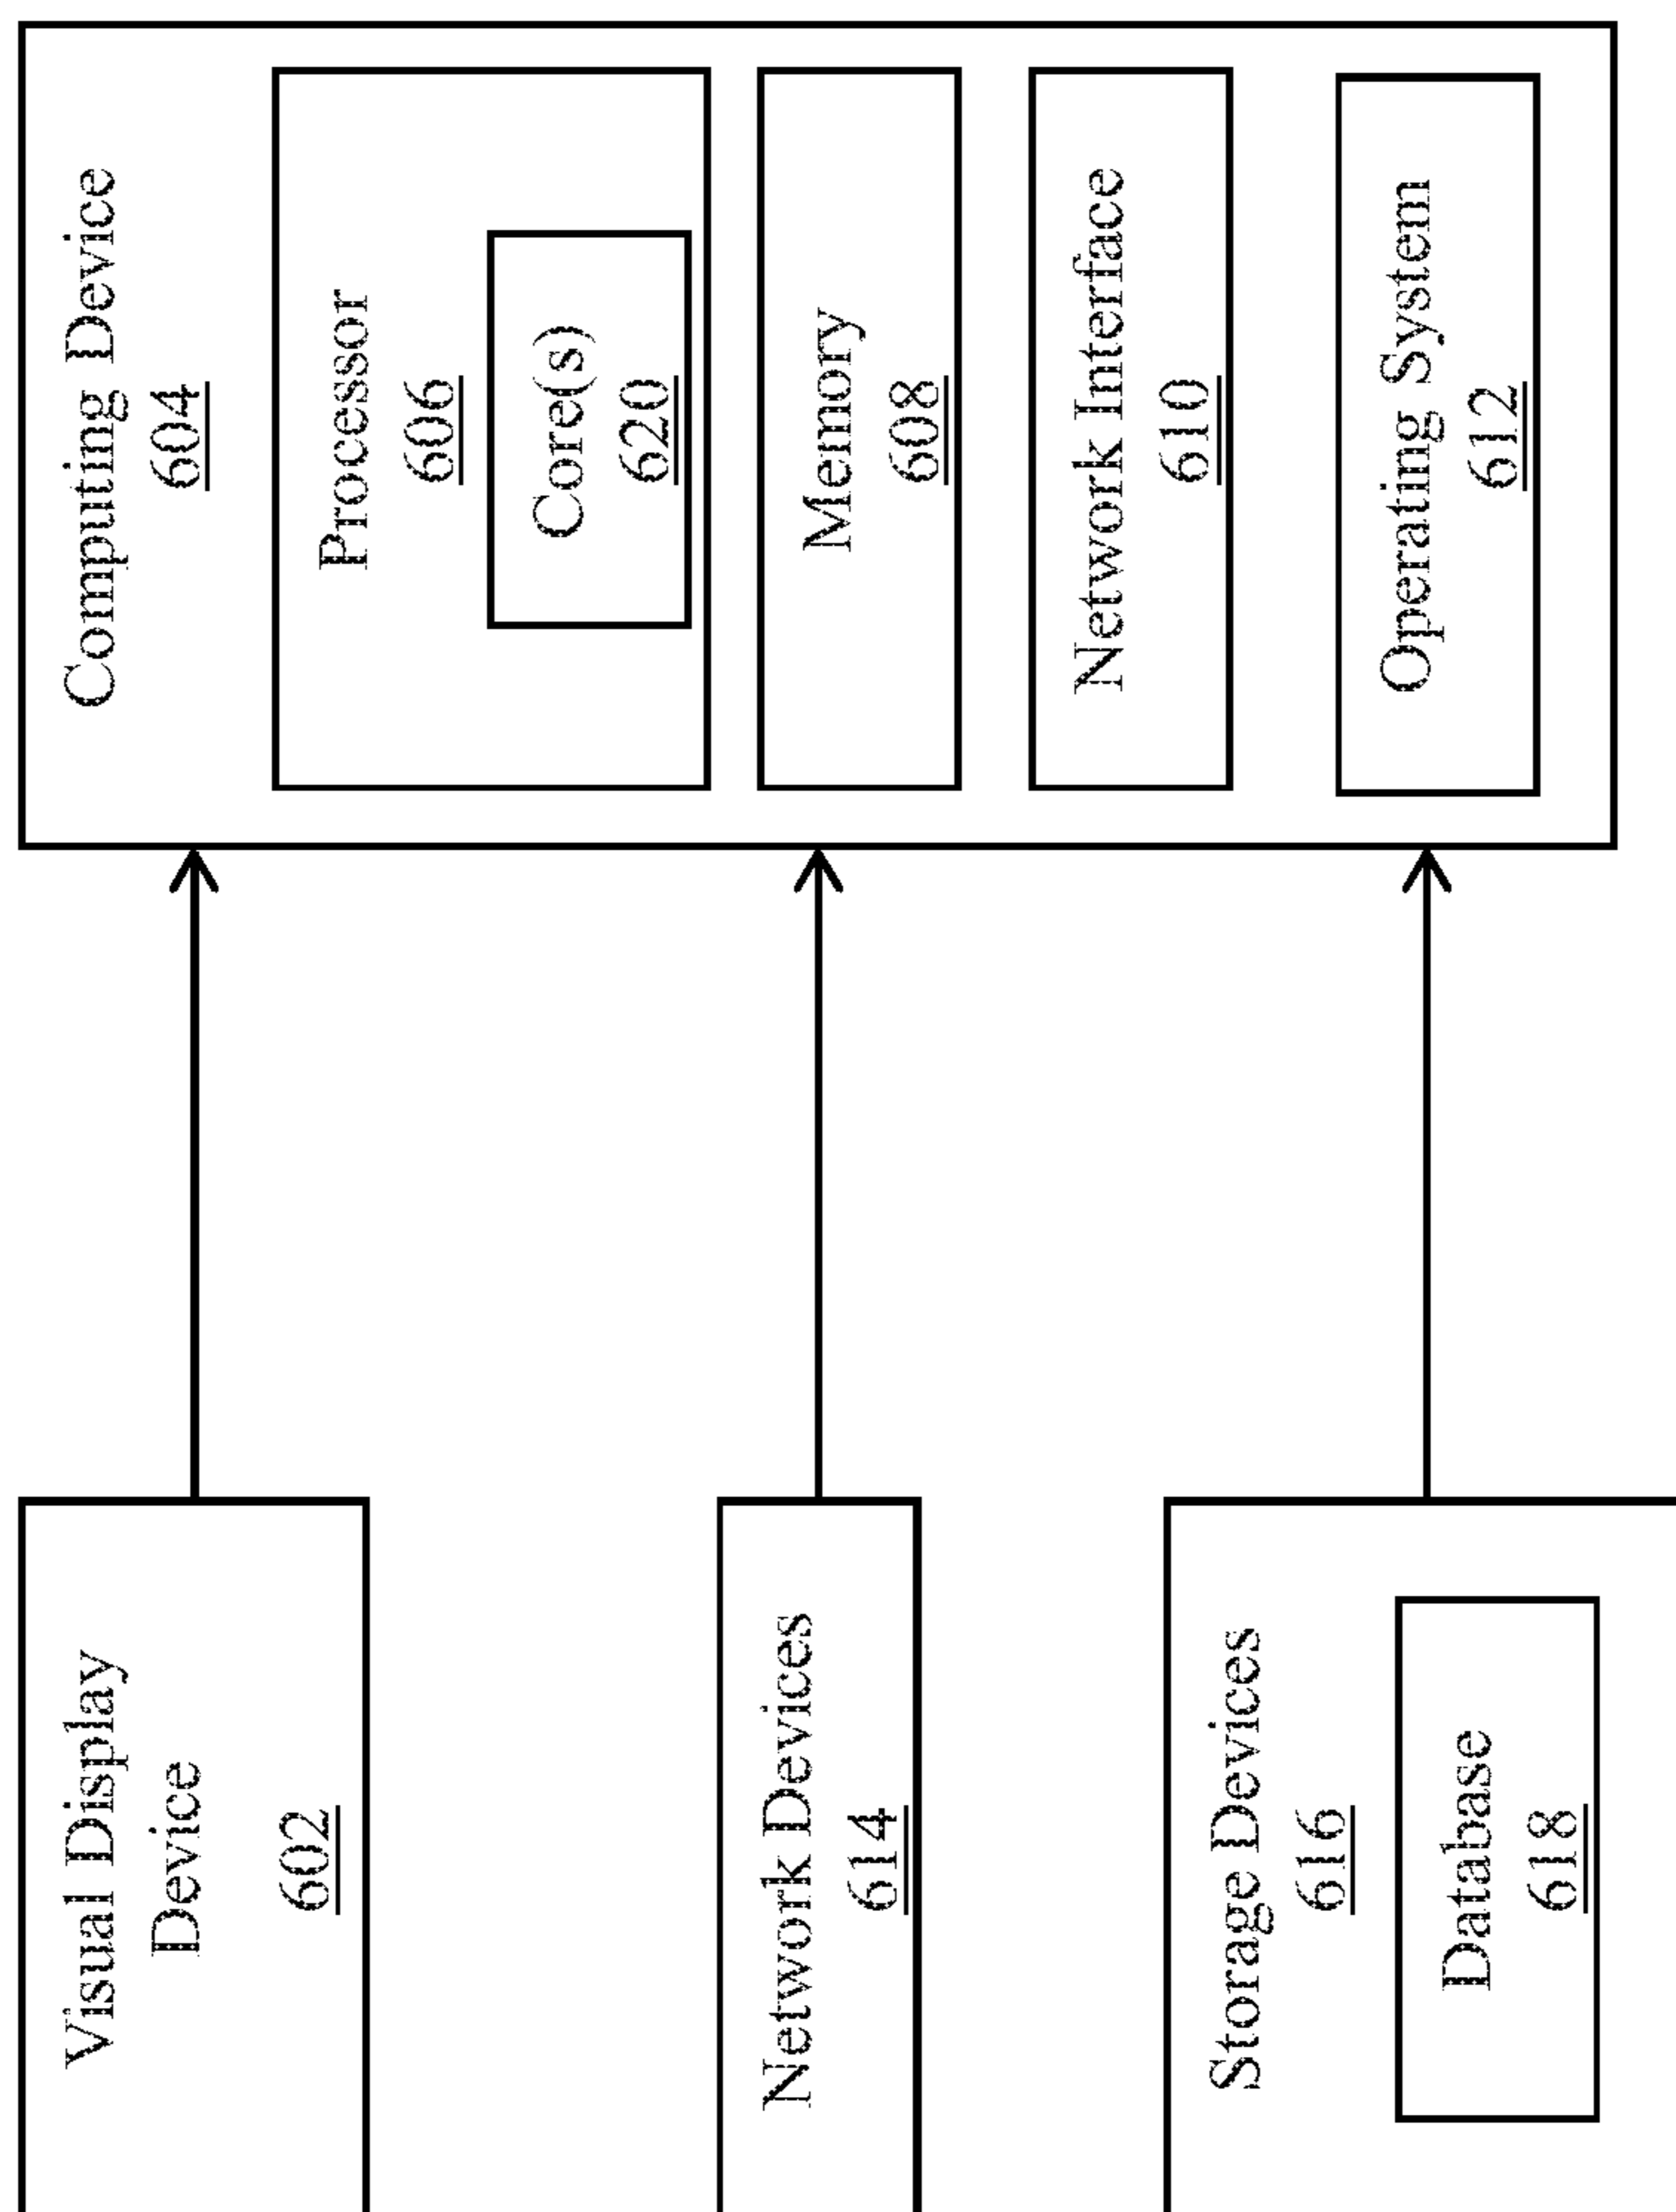 Visual Display
Device
602
Network Devices
614
Storage Devices
616
Database
618
Computing Device
604
Processor
606
Core(s)
620
Memory
608
Network Interface
610
Operating System
612